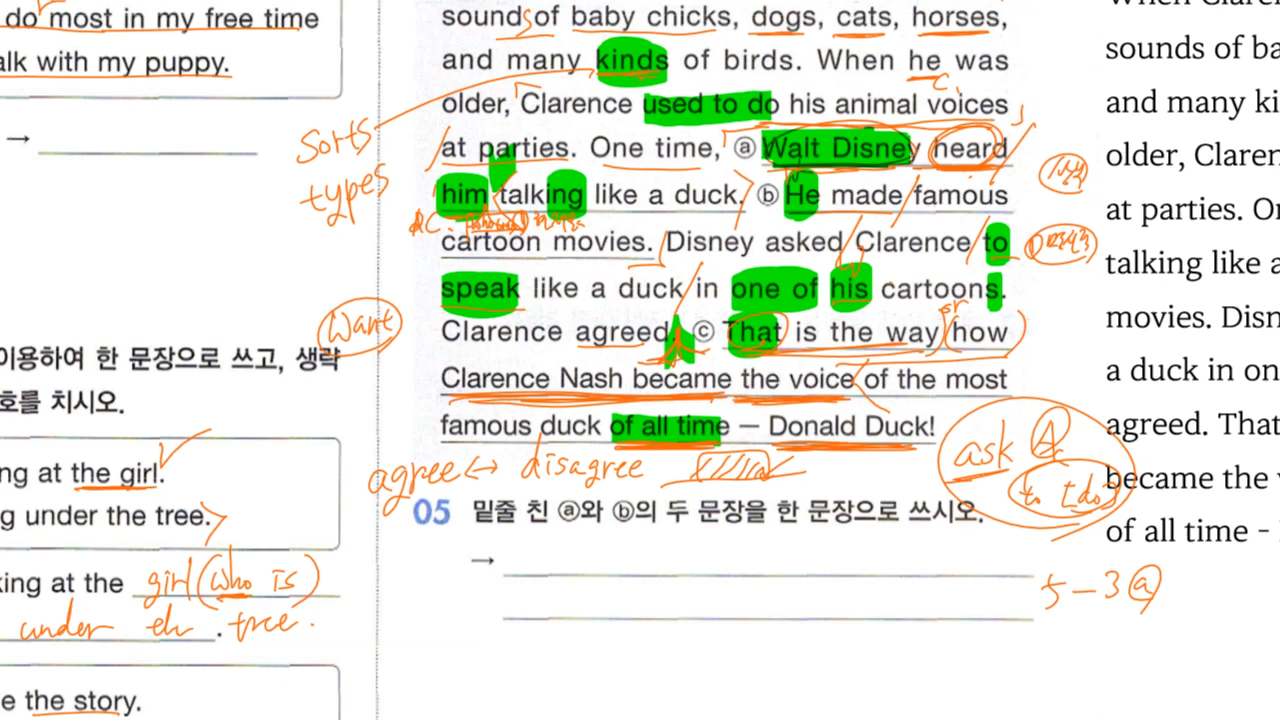 do most in my free time
alk with my puppy.
→
이용하여 한 문장으로 쓰고, 생략
호를 치시오.
ng at the girl.
g under the tree.
king at the girl (who is)
under the tree.
e the story.
sounds of baby chicks, dogs, cats, horses,
and many kinds of birds. When he was
older, Clarence used to do his animal voices
at parties. One time, ⓐ Walt Disney heard
him talking like a duck. ⓑ He made famous
cartoon movies. Disney asked Clarence to
speak like a duck in one of his cartoons.
Clarence agreed. ⓒ That is the way how
Clarence Nash became the voice of the most
famous duck of all time – Donald Duck!
Sorts
types
want
or
agree ↔ disagree
ask A
to [do]
05 밑줄 친 ⓐ와 ⓑ의 두 문장을 한 문장으로 쓰시오.
→
5-3ⓐ
When Claren
sounds of ba
and many ki
older, Claren
at parties. On
talking like a
movies. Disn
a duck in on
agreed. That
became the v
of all time -